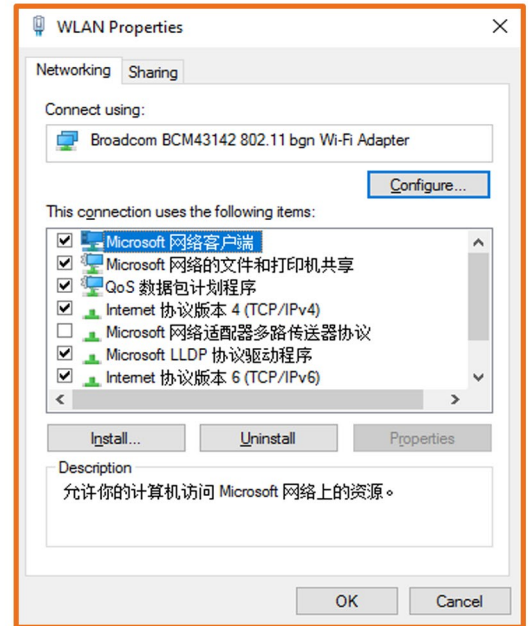 WLAN Properties
Networking
Sharing
Connect using:
Broadcom BCM43142 802.11 bgn Wi-Fi Adapter
Configure...
This connection uses the following items:
Microsoft 网络客户端
Microsoft 网络的文件和打印机共享
QoS 数据包计划程序
Internet 协议版本 4 (TCP/IPv4)
Microsoft 网络适配器多路传送器协议
Microsoft LLDP 协议驱动程序
Internet 协议版本 6 (TCP/IPv6)
Install...
Uninstall
Properties
Description
允许你的计算机访问 Microsoft 网络上的资源。
OK
Cancel